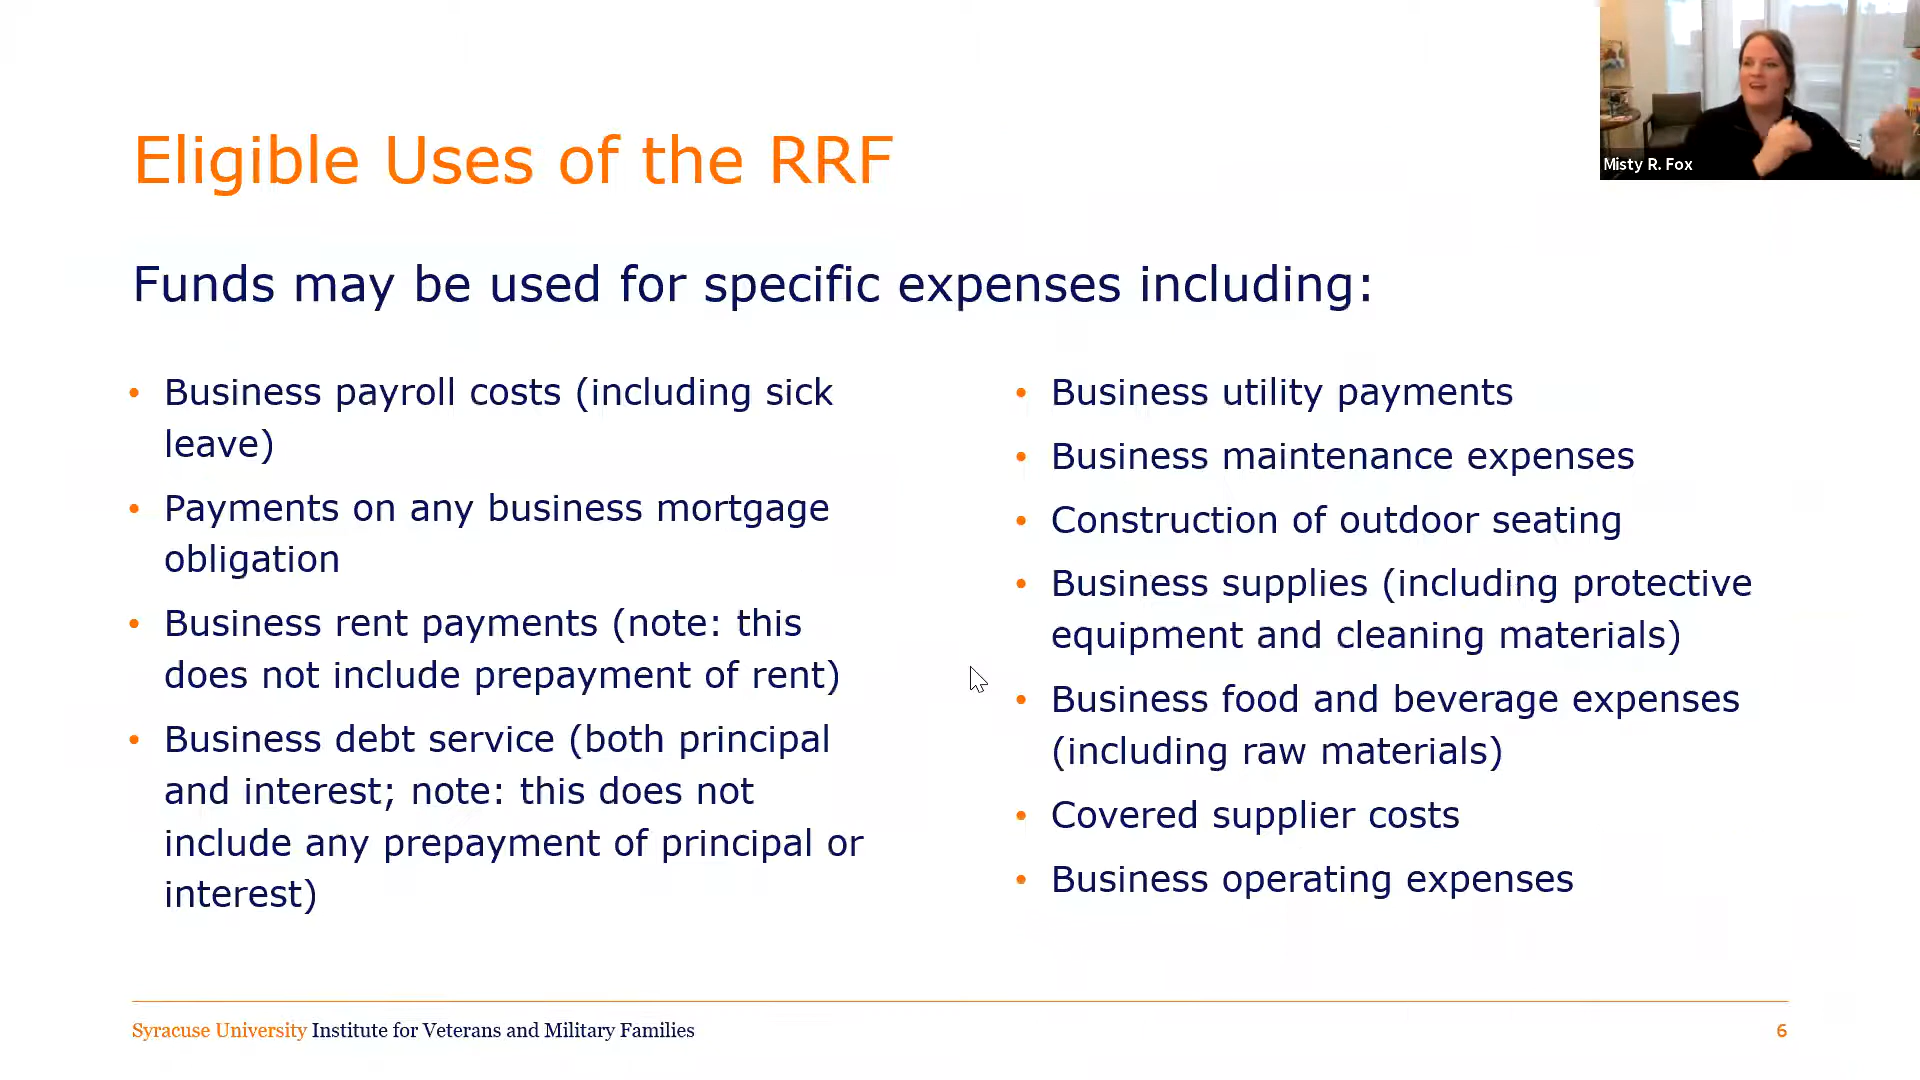 Eligible Uses of the RRF
Misty R. Fox
Funds may be used for specific expenses including:
• Business payroll costs (including sick
leave)
• Payments on any business mortgage
obligation
• Business rent payments (note: this
does not include prepayment of rent)
• Business debt service (both principal
and interest; note: this does not
include any prepayment of principal or
interest)
• Business utility payments
• Business maintenance expenses
• Construction of outdoor seating
• Business supplies (including protective
equipment and cleaning materials)
• Business food and beverage expenses
(including raw materials)
• Covered supplier costs
• Business operating expenses
Syracuse University Institute for Veterans and Military Families
6